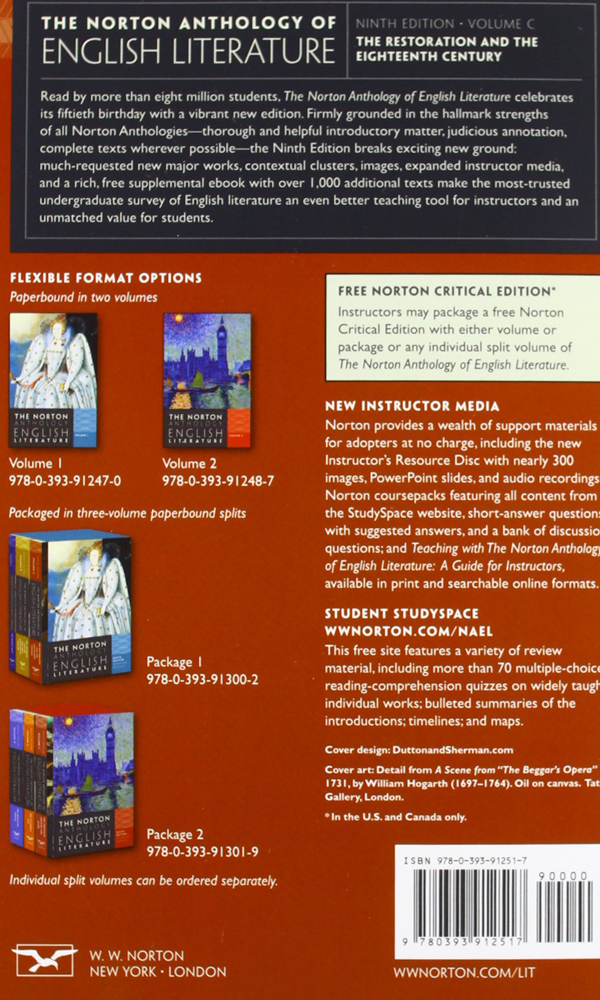 THE NORTON ANTHOLOGY OF
ENGLISH LITERATURE
NINTH EDITION · VOLUME C
THE RESTORATION AND THE
EIGHTEENTH CENTURY
Read by more than eight million students, The Norton Anthology of English Literature celebrates
its fiftieth birthday with a vibrant new edition. Firmly grounded in the hallmark strengths
of all Norton Anthologies—thorough and helpful introductory matter, judicious annotation,
complete texts wherever possible—the Ninth Edition breaks exciting new ground:
much-requested new major works, contextual clusters, images, expanded instructor media,
and a rich, free supplemental ebook with over 1,000 additional texts make the most-trusted
undergraduate survey of English literature an even better teaching tool for instructors and an
unmatched value for students.
FLEXIBLE FORMAT OPTIONS
Paperbound in two volumes
THE NORTON
ANTHOLOGY
ENGLISH
LITERATURE
THE NORTON
ANTHOLOGY
ENGLISH
LITERATURE
Volume 1
978-0-393-91247-0
Volume 2
978-0-393-91248-7
Packaged in three-volume paperbound splits
THE NORTON
ANTHOLOGY
ENGLISH
LITERATURE
Package 1
978-0-393-91300-2
THE NORTON
ANTHOLOGY
ENGLISH
LITERATURE
Package 2
978-0-393-91301-9
Individual split volumes can be ordered separately.
W. W. NORTON
NEW YORK · LONDON
FREE NORTON CRITICAL EDITION*
Instructors may package a free Norton
Critical Edition with either volume or
package or any individual split volume of
The Norton Anthology of English Literature.
NEW INSTRUCTOR MEDIA
Norton provides a wealth of support materials
for adopters at no charge, including the new
Instructor's Resource Disc with nearly 300
images, PowerPoint slides, and audio recordings
Norton coursepacks featuring all content from
the StudySpace website, short-answer question
with suggested answers, and a bank of discussio
questions; and Teaching with The Norton Anthology
of English Literature: A Guide for Instructors,
available in print and searchable online formats.
STUDENT STUDYSPACE
WWNORTON.COM/NAEL
This free site features a variety of review
material, including more than 70 multiple-choice
reading-comprehension quizzes on widely taugh
individual works; bulleted summaries of the
introductions; timelines; and maps.
Cover design: DuttonandSherman.com
Cover art: Detail from A Scene from "The Beggar's Opera"
1731, by William Hogarth (1697–1764). Oil on canvas. Tat
Gallery, London.
*In the U.S. and Canada only.
ISBN 978-0-393-91251-7
90000
9 780393 912517
WWNORTON.COM/LIT